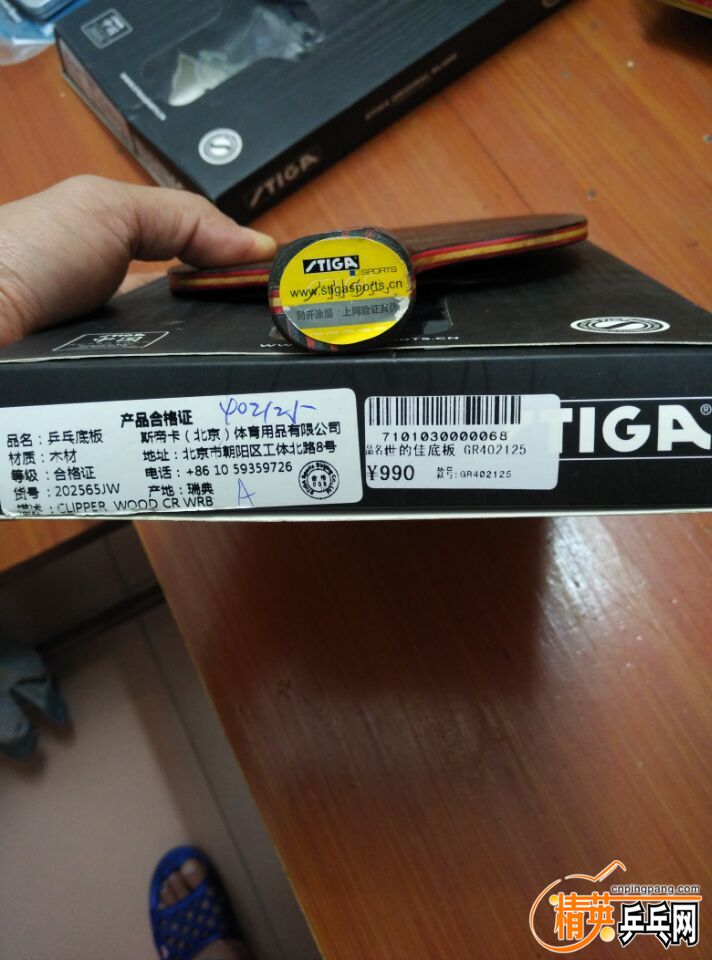 STIGA
STIGA
SPORTS
www.stigasports.cn
刮开涂层 上网验证真伪
产品合格证
402125
品名：乒乓底板
斯帝卡（北京）体育用品有限公司
材质：木材
地址：北京市朝阳区工体北路8号
等级：合格证
电话：+86 10 59359726
货号：202565JW
产地：瑞典
A
描述：CLIPPER WOOD CR WRB
7101030000068
品名世的佳底板 GR402125
¥990
款号:GR402125
STIGA®
cnpingpang.com
精英乒乓网